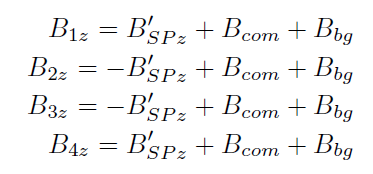 B_{1z} = B'_{SPz} + B_{com} + B_{bg}
B_{2z} = -B'_{SPz} + B_{com} + B_{bg}
B_{3z} = -B'_{SPz} + B_{com} + B_{bg}
B_{4z} = B'_{SPz} + B_{com} + B_{bg}